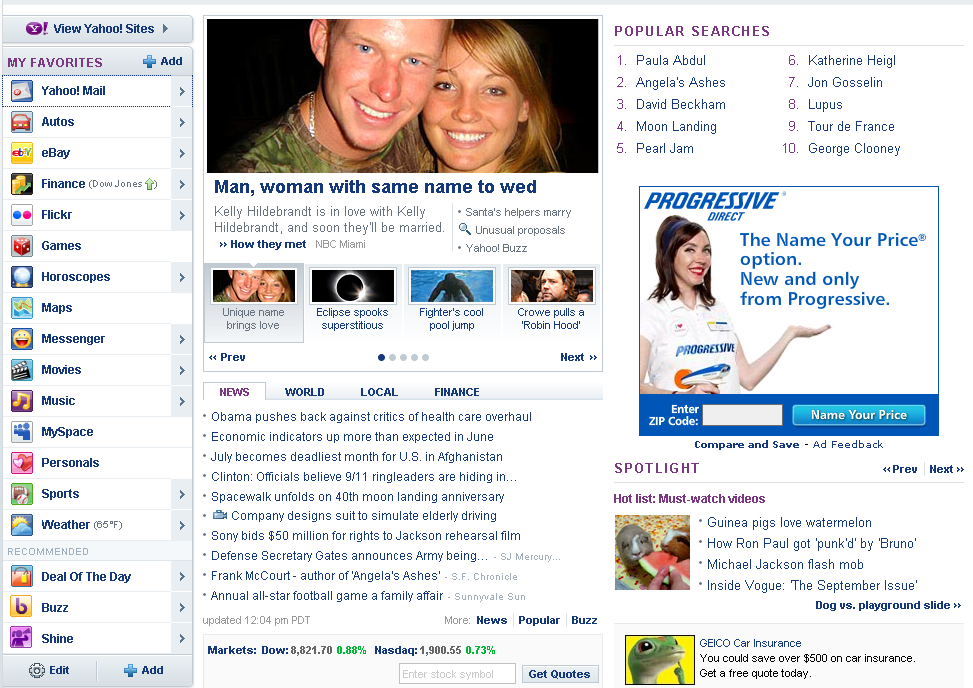 Y! View Yahoo! Sites
MY FAVORITES
Add
Yahoo! Mail
Autos
eBay
Finance (Dow Jones)
Flickr
Games
Horoscopes
Maps
Messenger
Movies
Music
MySpace
Personals
Sports
Weather (65°F)
RECOMMENDED
Deal Of The Day
Buzz
Shine
Edit
Add
Man, woman with same name to wed
Kelly Hildebrandt is in love with Kelly
Hildebrandt, and soon they'll be married.
›› How they met NBC Miami
• Santa's helpers marry
Unusual proposals
• Yahoo! Buzz
Unique name
brings love
Eclipse spooks
superstitious
Fighter's cool
pool jump
Crowe pulls a
'Robin Hood'
‹‹ Prev
Next ››
NEWS
WORLD
LOCAL
FINANCE
• Obama pushes back against critics of health care overhaul
• Economic indicators up more than expected in June
• July becomes deadliest month for U.S. in Afghanistan
• Clinton: Officials believe 9/11 ringleaders are hiding in...
• Spacewalk unfolds on 40th moon landing anniversary
• Company designs suit to simulate elderly driving
• Sony bids $50 million for rights to Jackson rehearsal film
• Defense Secretary Gates announces Army being... - SJ Mercury...
• Frank McCourt - author of 'Angela's Ashes' - S.F. Chronicle
• Annual all-star football game a family affair - Sunnyvale Sun
updated 12:04 pm PDT
More: News | Popular | Buzz
Markets: Dow: 8,821.70 0.88% Nasdaq: 1,900.55 0.73%
Enter stock symbol
Get Quotes
POPULAR SEARCHES
1. Paula Abdul
2. Angela's Ashes
3. David Beckham
4. Moon Landing
5. Pearl Jam
6. Katherine Heigl
7. Jon Gosselin
8. Lupus
9. Tour de France
10. George Clooney
PROGRESSIVE®
DIRECT
The Name Your Price®
option.
New and only
from Progressive.
PROGRESSIVE
Enter
ZIP Code:
Name Your Price
Compare and Save - Ad Feedback
SPOTLIGHT
‹‹ Prev | Next ››
Hot list: Must-watch videos
• Guinea pigs love watermelon
• How Ron Paul got 'punk'd' by 'Bruno'
• Michael Jackson flash mob
• Inside Vogue: 'The September Issue'
Dog vs. playground slide ››
GEICO Car Insurance
You could save over $500 on car insurance.
Get a free quote today.